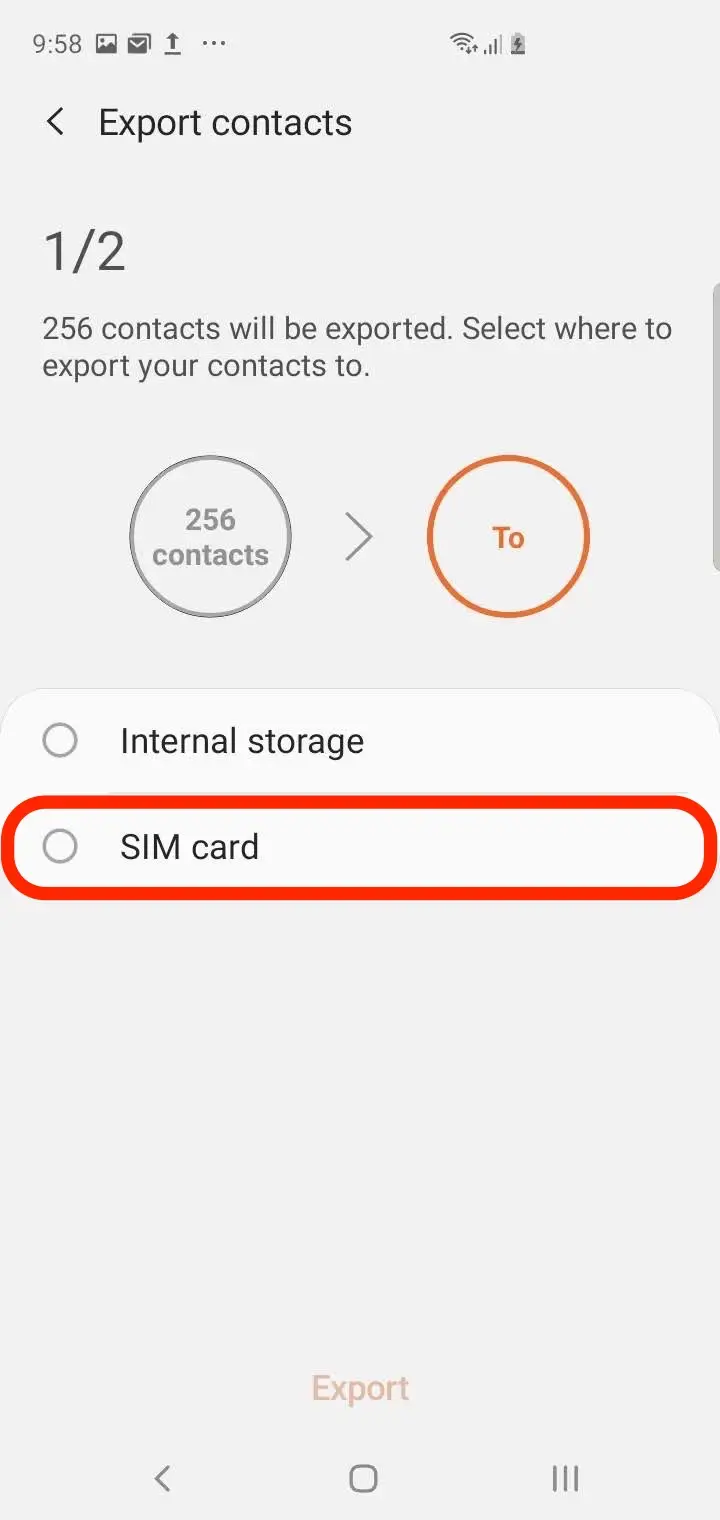 9:58
Export contacts
1/2
256 contacts will be exported. Select where to
export your contacts to.
256
contacts
To
Internal storage
SIM card
Export